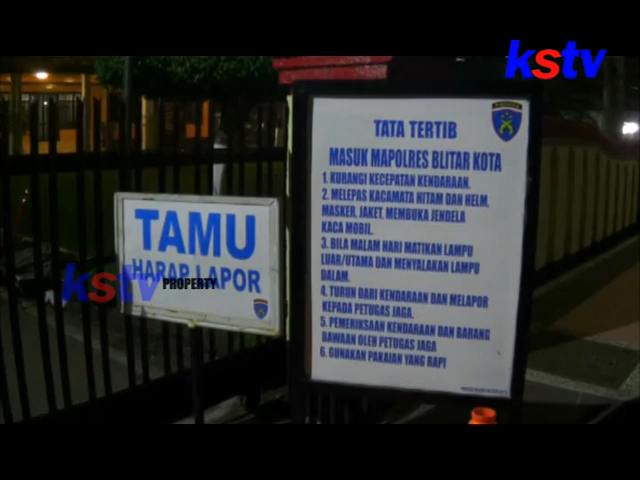 kstv
TATA TERTIB
MASUK MAPOLRES BLITAR KOTA
1. KURANGI KECEPATAN KENDARAAN.
2. MELEPAS KACAMATA HITAM DAN HELM,
MASKER, JAKET, MEMBUKA JENDELA
KACA MOBIL.
3. BILA MALAM HARI MATIKAN LAMPU
LUAR/UTAMA DAN MENYALAKAN LAMPU
DALAM.
4. TURUN DARI KENDARAAN DAN MELAPOR
KEPADA PETUGAS JAGA.
5. PEMERIKSAAN KENDARAAN DAN BARANG
BAWAAN OLEH PETUGAS JAGA
6. GUNAKAN PAKAIAN YANG RAPI
TAMU
HARAP LAPOR
kstv PROPERTY